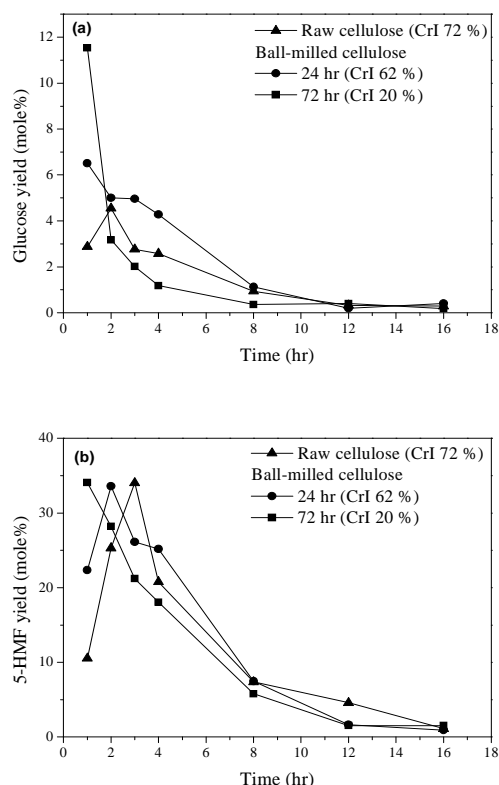 (a)
Raw cellulose (CrI 72 %)
Ball-milled cellulose
24 hr (CrI 62 %)
72 hr (CrI 20 %)
Glucose yield (mole%)
12
10
8
6
4
2
0
0 2 4 6 8 10 12 14 16 18
Time (hr)
(b)
Raw cellulose (CrI 72 %)
Ball-milled cellulose
24 hr (CrI 62 %)
72 hr (CrI 20 %)
5-HMF yield (mole%)
40
30
20
10
0
0 2 4 6 8 10 12 14 16 18
Time (hr)